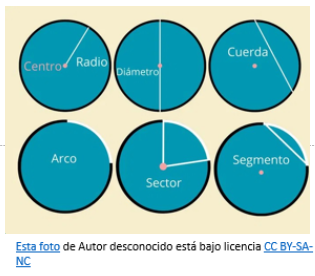 Centro
Radio
Diámetro
Cuerda
Arco
Sector
Segmento
Esta foto de Autor desconocido está bajo licencia CC BY-SA-
NC